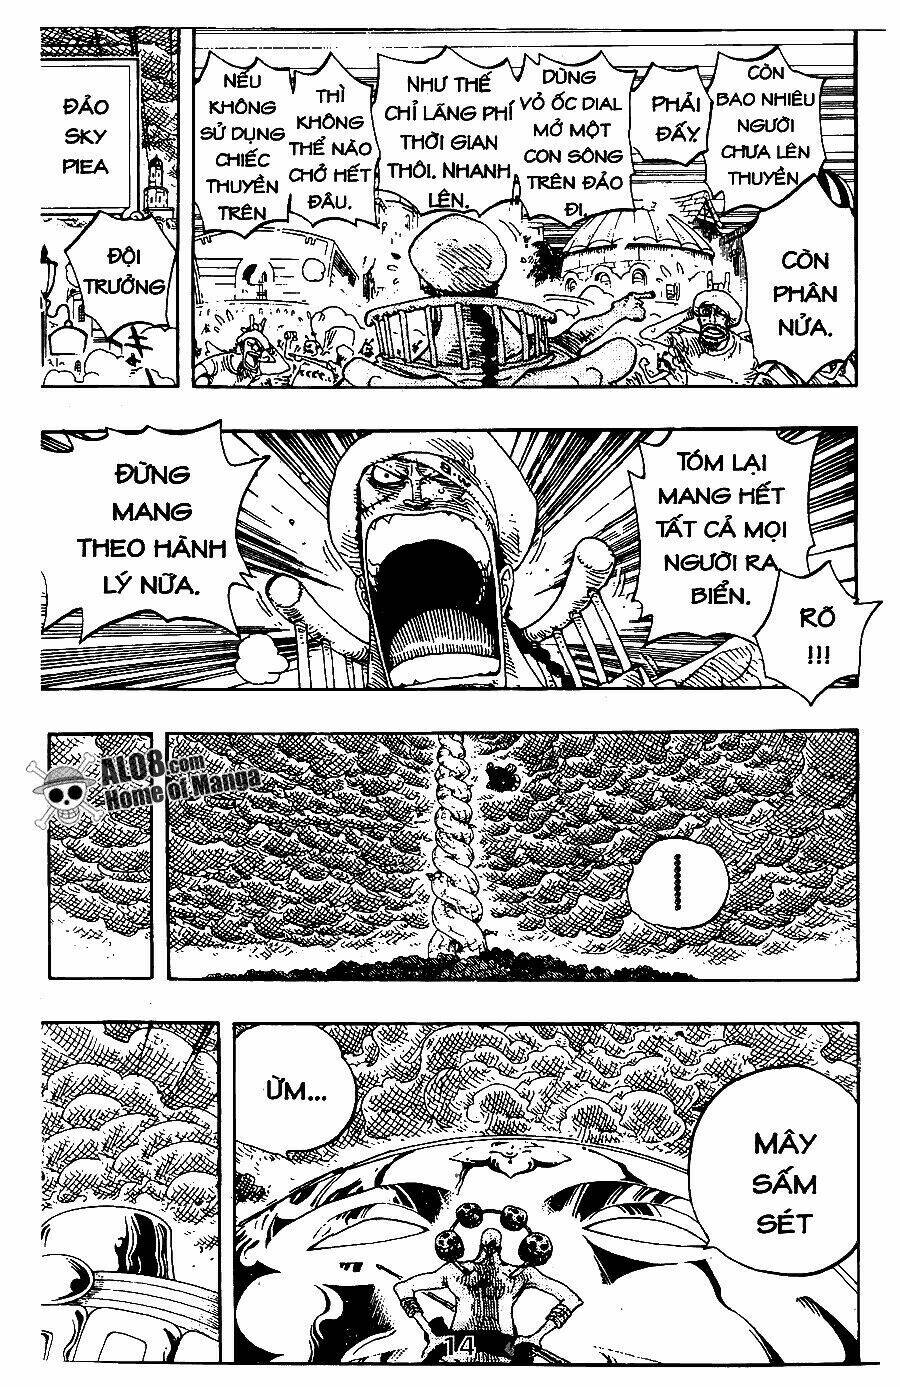 CÒN
BAO NHIÊU
NGƯỜI
CHƯA LÊN
THUYỀN
CÒN
PHÂN
NỬA.
PHẢI
ĐẤY.
DÙNG
VỎ ỐC DIAL
MỞ MỘT
CON SÔNG
TRÊN ĐẢO
ĐI.
NHƯ THẾ
CHỈ LÃNG PHÍ
THỜI GIAN
THÔI. NHANH
LÊN.
THÌ
KHÔNG
THỂ NÀO
CHỞ HẾT
ĐÂU.
NẾU
KHÔNG
SỬ DỤNG
CHIẾC
THUYỀN
TRÊN
ĐẢO
SKY
PIEA
ĐỘI
TRƯỞNG
TÓM LẠI
MANG HẾT
TẤT CẢ MỌI
NGƯỜI RA
BIỂN.
RÕ
!!!
ĐỪNG
MANG
THEO HÀNH
LÝ NỮA.
ALO8.com
Home of Manga
MÂY
SẤM
SÉT
ỪM...
14